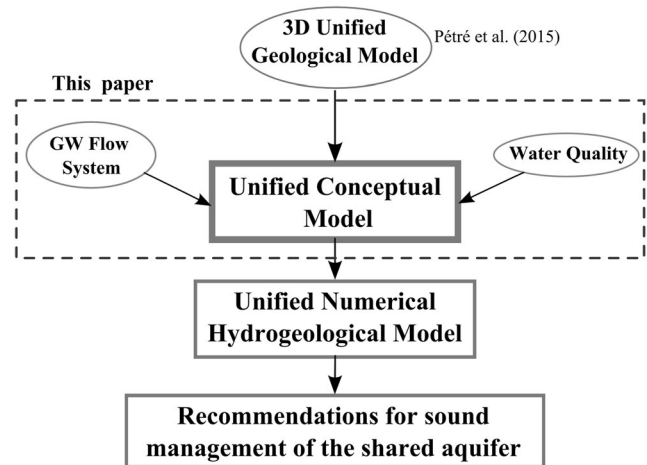 3D Unified
Geological Model
Pétré et al. (2015)
This paper
GW Flow
System
Water Quality
Unified Conceptual
Model
Unified Numerical
Hydrogeological Model
Recommendations for sound
management of the shared aquifer